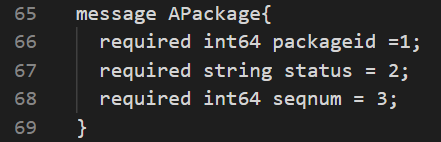 65 message APackage{
66 required int64 packageid =1;
67 required string status = 2;
68 required int64 seqnum = 3;
69 }